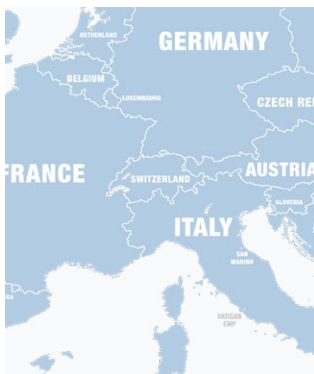 NETHERLAND
GERMANY
BELGIUM
LUXEMBOURG
CZECH RE
FRANCE
SWITZERLAND
AUSTRIA
SLOVENIA
ITALY
SAN
MARINO
VATICAN
CITY